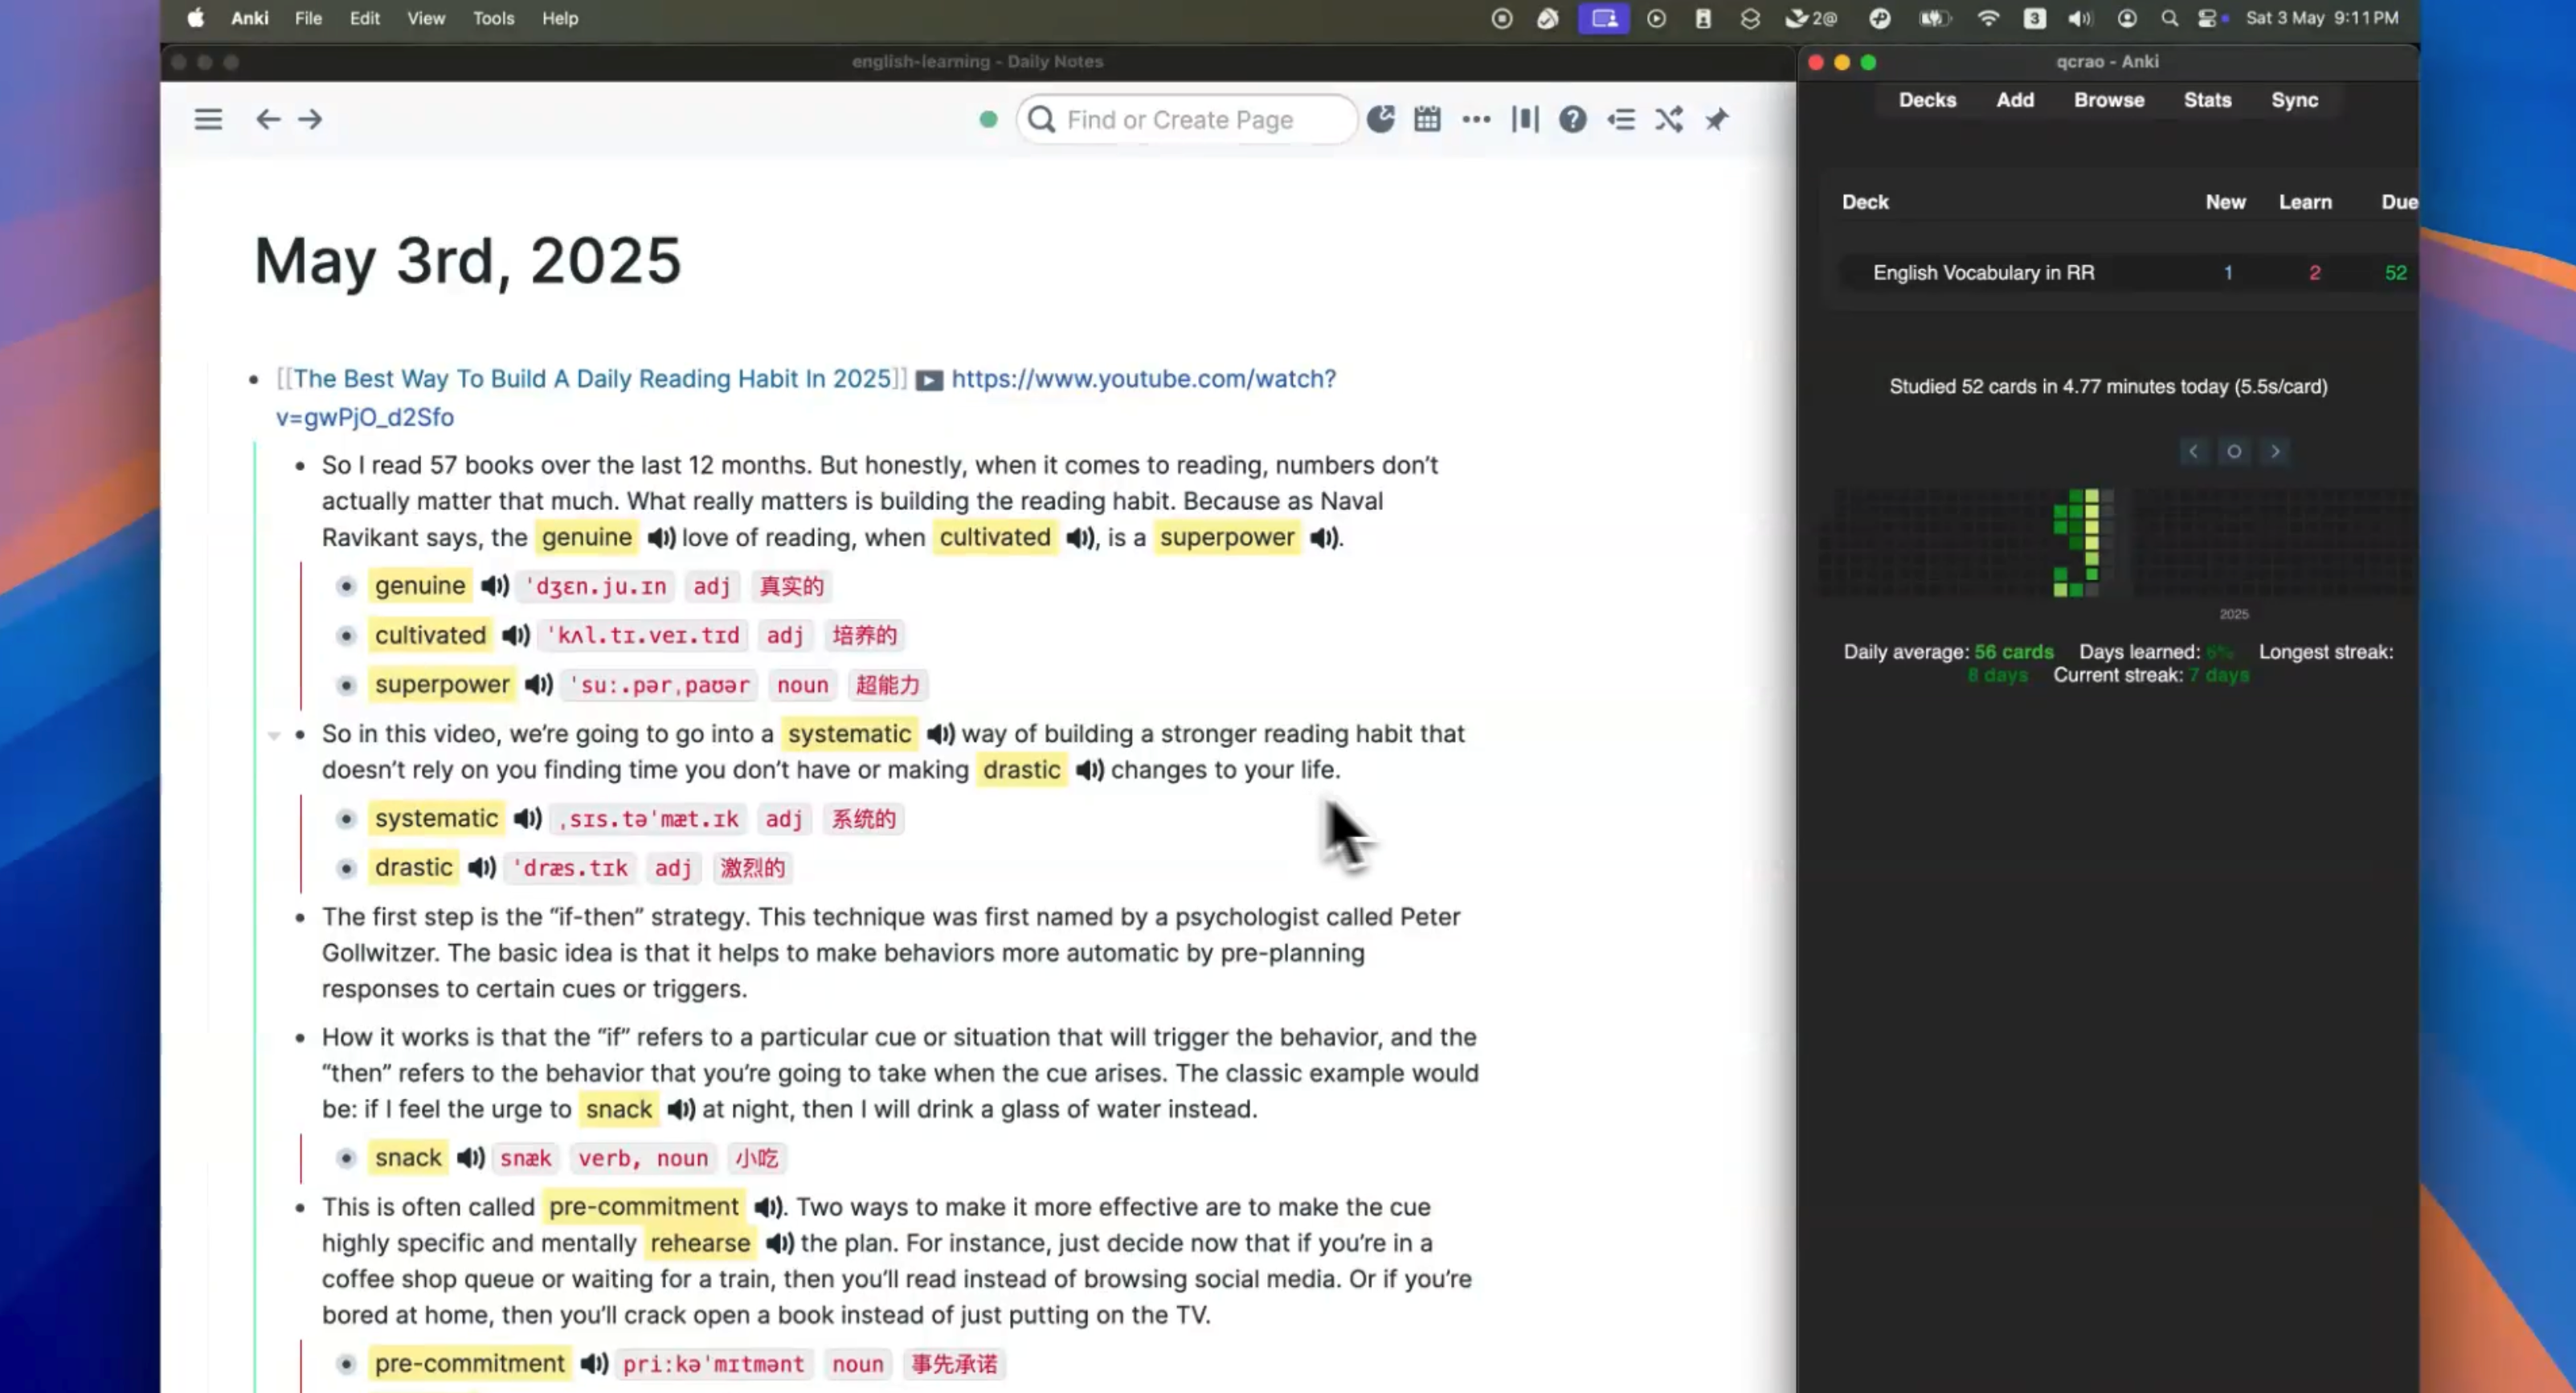 Anki File Edit View Tools Help
3 2@ Sat 3 May 9:11 PM
english-learning - Daily Notes
Find or Create Page
May 3rd, 2025
[[The Best Way To Build A Daily Reading Habit In 2025]] https://www.youtube.com/watch?
v=gwPjO_d2Sfo
So I read 57 books over the last 12 months. But honestly, when it comes to reading, numbers don’t
actually matter that much. What really matters is building the reading habit. Because as Naval
Ravikant says, the genuine love of reading, when cultivated , is a superpower .
genuine ˈdʒɛn.ju.ɪn adj 真实的
cultivated ˈkʌl.tɪ.veɪ.tɪd adj 培养的
superpower ˈsuː.pərˌpaʊər noun 超能力
So in this video, we’re going to go into a systematic way of building a stronger reading habit that
doesn’t rely on you finding time you don’t have or making drastic changes to your life.
systematic ˌsɪs.təˈmæt.ɪk adj 系统的
drastic ˈdræs.tɪk adj 激烈的
The first step is the “if-then” strategy. This technique was first named by a psychologist called Peter
Gollwitzer. The basic idea is that it helps to make behaviors more automatic by pre-planning
responses to certain cues or triggers.
How it works is that the “if” refers to a particular cue or situation that will trigger the behavior, and the
“then” refers to the behavior that you’re going to take when the cue arises. The classic example would
be: if I feel the urge to snack at night, then I will drink a glass of water instead.
snack snæk verb, noun 小吃
This is often called pre-commitment . Two ways to make it more effective are to make the cue
highly specific and mentally rehearse the plan. For instance, just decide now that if you’re in a
coffee shop queue or waiting for a train, then you’ll read instead of browsing social media. Or if you’re
bored at home, then you’ll crack open a book instead of just putting on the TV.
pre-commitment priːkəˈmɪtmənt noun 事先承诺
qcrao - Anki
Decks Add Browse Stats Sync
Deck New Learn Due
English Vocabulary in RR 1 2 52
Studied 52 cards in 4.77 minutes today (5.5s/card)
2025
Daily average: 56 cards Days learned: 6% Longest streak:
8 days Current streak: 7 days